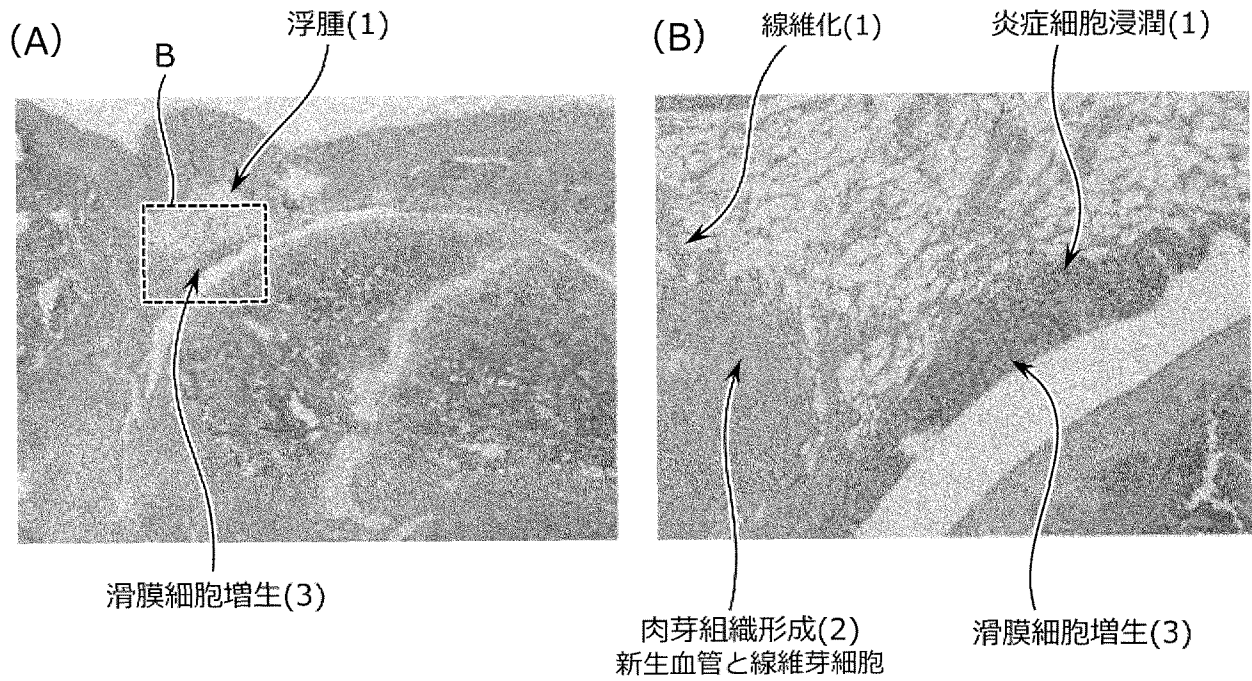 (A)
B
浮腫(1)
滑膜細胞増生(3)
(B)
線維化(1)
炎症細胞浸潤(1)
肉芽組織形成(2)
新生血管と線維芽細胞
滑膜細胞増生(3)